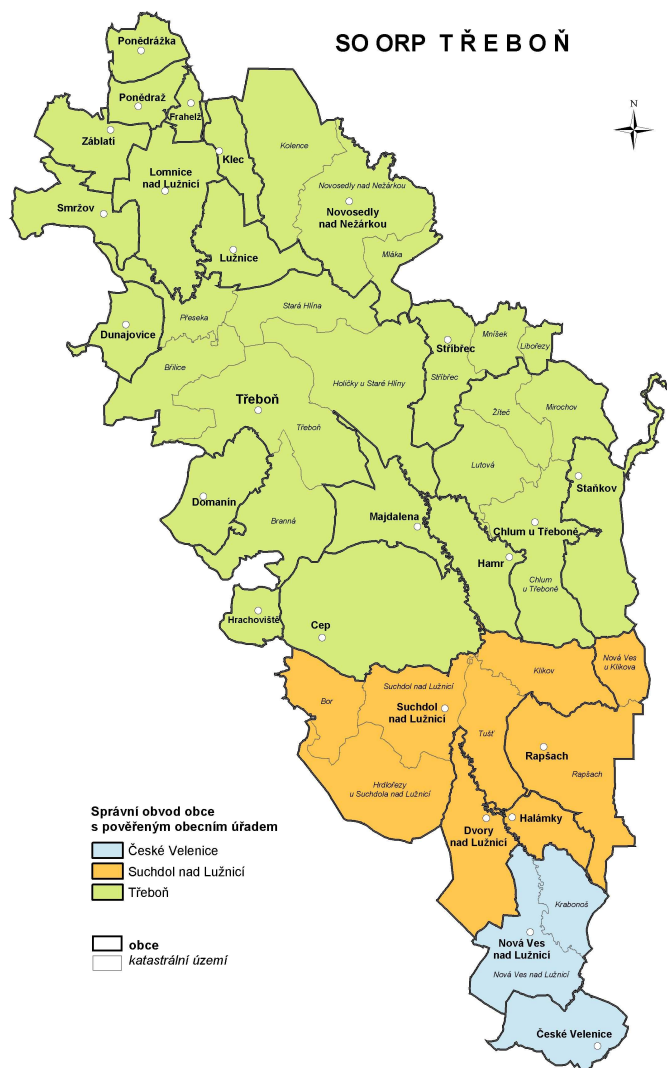 SO ORP TŘEBOŇ
N
Ponědrážka
Ponědraž
Frahelž
Záblatí
Klec
Kolence
Lomnice
nad Lužnicí
Novosedly nad Nežárkou
Smržov
Novosedly
nad Nežárkou
Lužnice
Mláka
Stará Hlína
Přeseka
Dunajovice
Mníšek
Stříbřec
Libořezy
Břilice
Stříbřec
Holičky u Staré Hlíny
Třeboň
Mirochov
Žíteč
Třeboň
Lutová
Staňkov
Domanín
Branná
Majdalena
Chlum u Třeboně
Hamr
Chlum
u Třeboně
Hrachoviště
Cep
Nová Ves
u Klikova
Klikov
Suchdol nad Lužnicí
Bor
Suchdol
nad Lužnicí
Tušť
Rapšach
Rapšach
Hrdlořezy
u Suchdola nad Lužnicí
Halámky
Dvory
nad Lužnicí
Správní obvod obce
s pověřeným obecním úřadem
České Velenice
Suchdol nad Lužnicí
Třeboň
obce
katastrální území
Krabonoš
Nová Ves
nad Lužnicí
Nová Ves nad Lužnicí
České Velenice